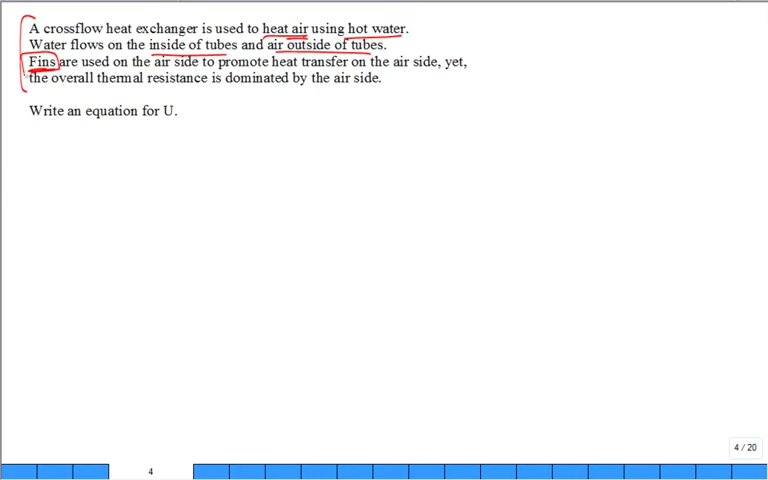 A crossflow heat exchanger is used to heat air using hot water.
Water flows on the inside of tubes and air outside of tubes.
Fins are used on the air side to promote heat transfer on the air side, yet,
the overall thermal resistance is dominated by the air side.
Write an equation for U.
4 / 20
4